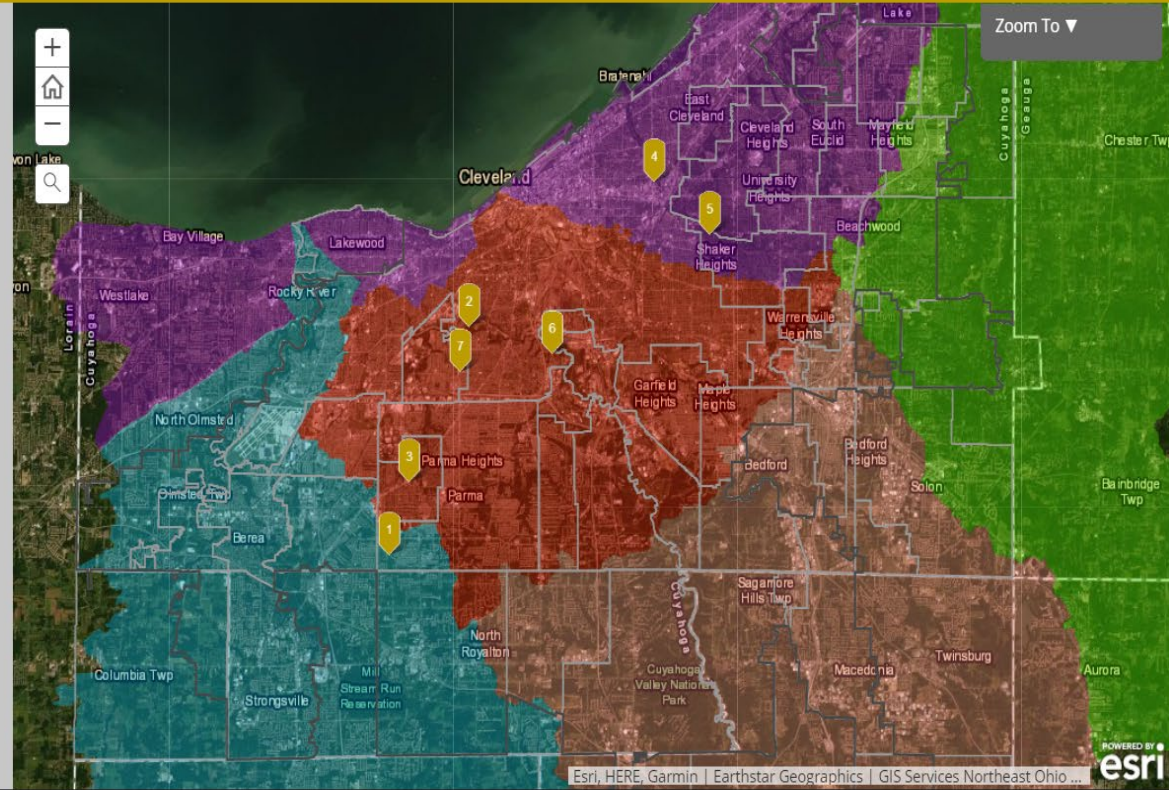 Zoom To ▼
+
−
Lake
Bratenahl
East
Cleveland
Cleveland
Heights
South
Euclid
Mayfield
Heights
Cuyahoga
Geauga
Chester Twp
von Lake
Cleveland
4
University
Heights
5
Beachwood
Bay Village
Lakewood
Shaker
Heights
on
Westlake
Rocky River
2
6
7
Warrensville
Heights
Lorain
Cuyahoga
Garfield
Heights
Maple
Heights
North Olmsted
3
Parma Heights
Bedford
Bedford
Heights
Olmsted Twp
Parma
Solon
Bainbridge
Twp
1
Berea
Sagamore
Hills Twp
Cuyahoga
North
Royalton
Columbia Twp
Mill
Stream Run
Reservation
Strongsville
Cuyahoga
Valley National
Park
Macedonia
Twinsburg
Aurora
POWERED BY
esri
Esri, HERE, Garmin | Earthstar Geographics | GIS Services Northeast Ohio ...